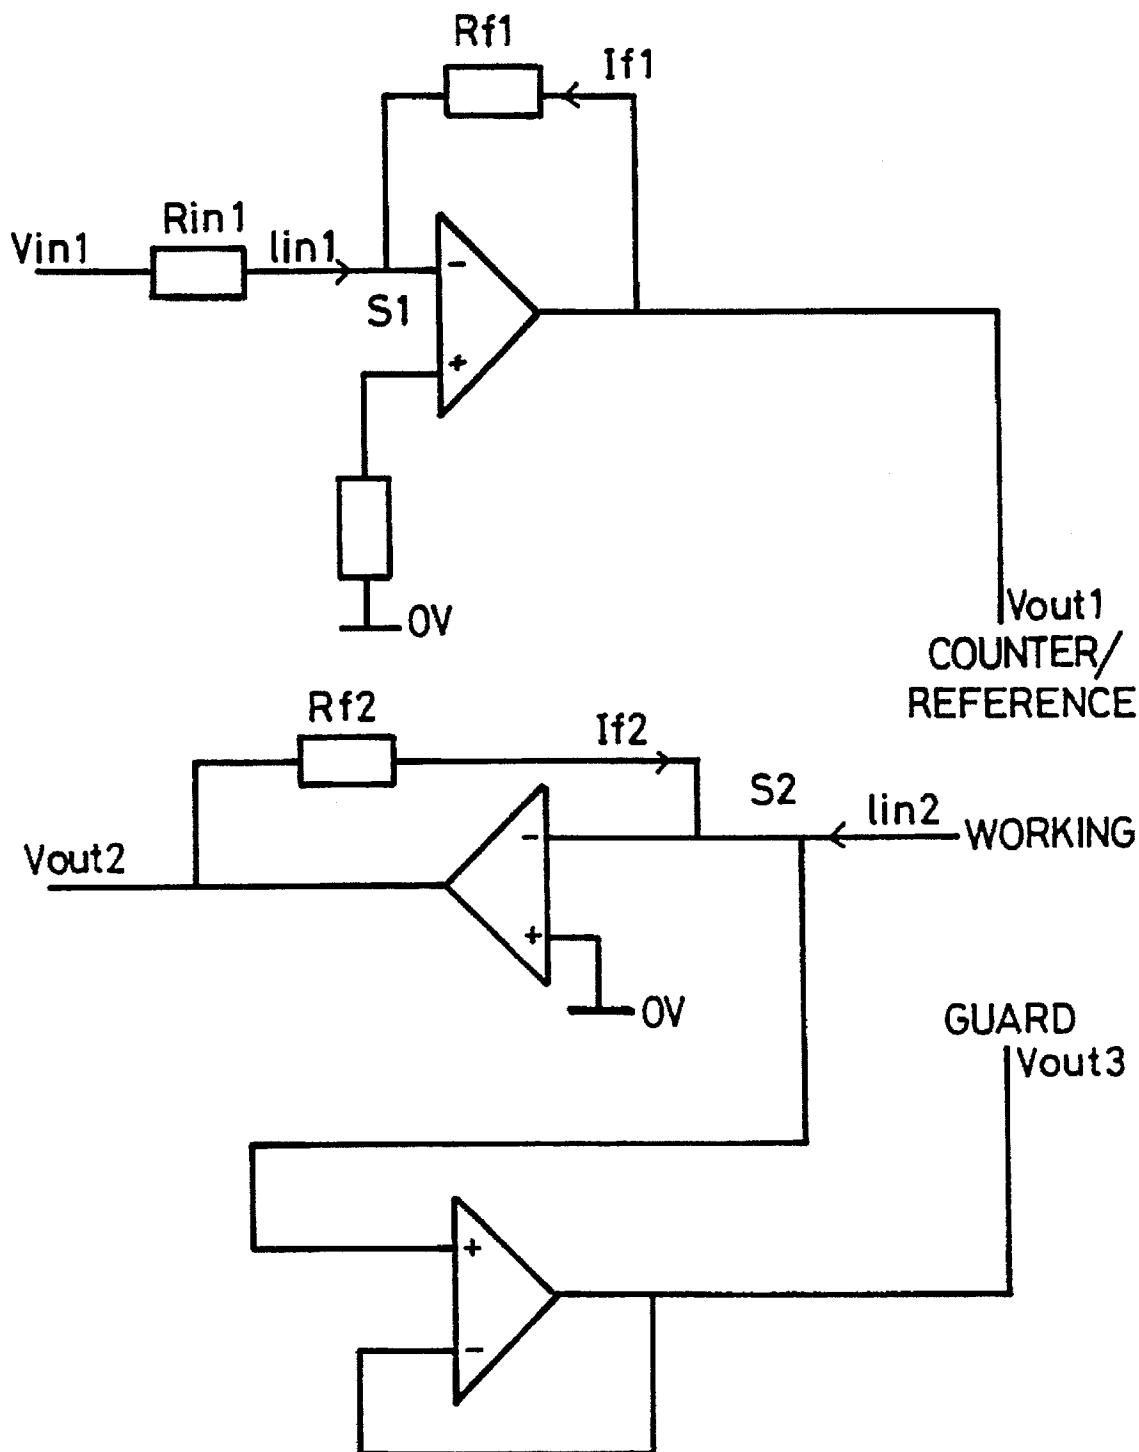 Rf1
If1
Rin1
Vin1
Iin1
-
S1
+
0V
Vout1
COUNTER/
REFERENCE
Rf2
If2
S2
Iin2
-
WORKING
Vout2
+
0V
GUARD
Vout3
+
-